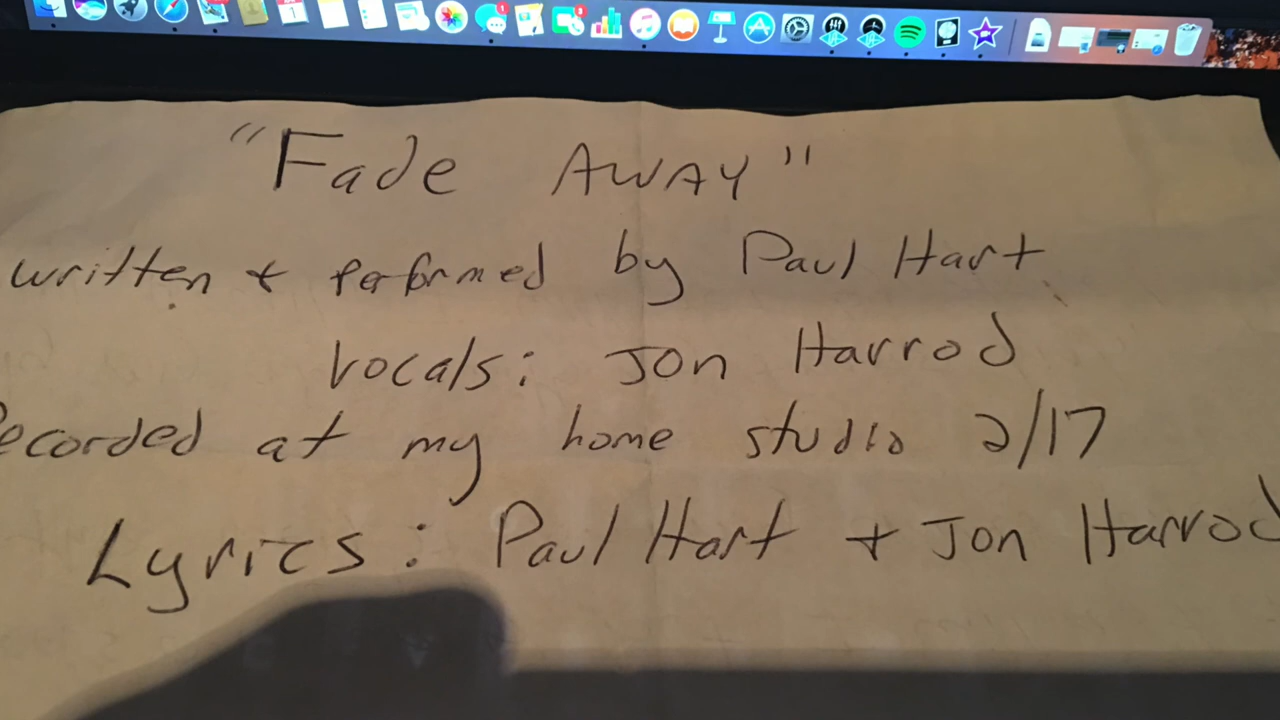 "Fade Away"
written + performed by Paul Hart
vocals: Jon Harrod
Recorded at my home studio 2/17
Lyrics: Paul Hart + Jon Harrod